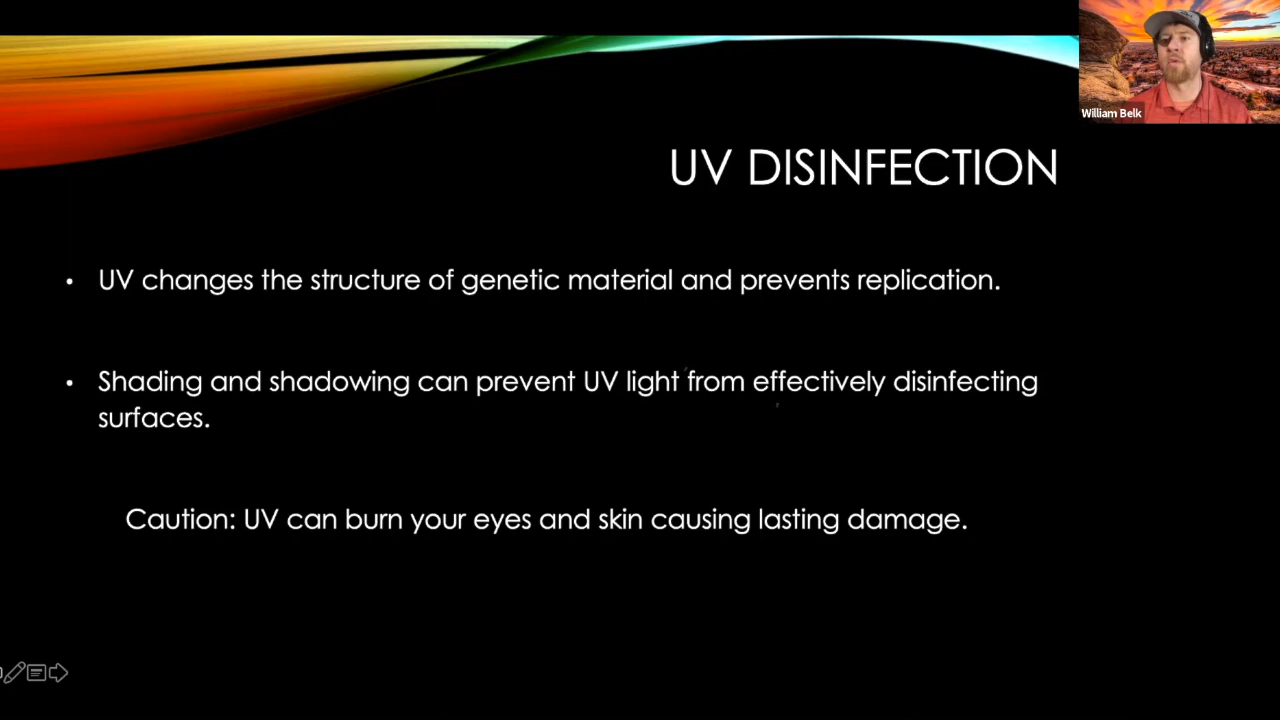 William Belk
UV DISINFECTION
• UV changes the structure of genetic material and prevents replication.
• Shading and shadowing can prevent UV light from effectively disinfecting
surfaces.
Caution: UV can burn your eyes and skin causing lasting damage.